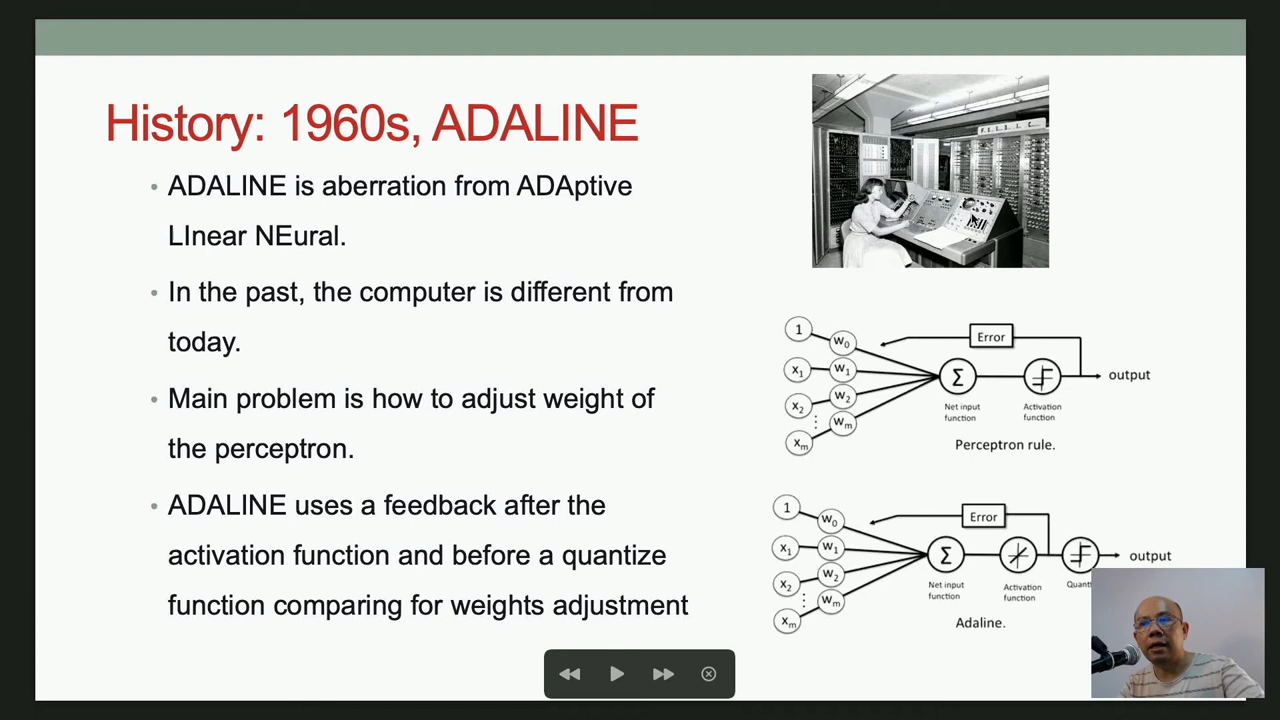 History: 1960s, ADALINE
• ADALINE is aberration from ADAptive
LInear NEural.
• In the past, the computer is different from
today.
• Main problem is how to adjust weight of
the perceptron.
• ADALINE uses a feedback after the
activation function and before a quantize
function comparing for weights adjustment
1
w0
x1
w1
x2
w2
⋮
wm
xm
Error
Σ
output
Net input
function
Activation
function
Perceptron rule.
1
w0
x1
w1
x2
w2
⋮
wm
xm
Error
Σ
output
Net input
function
Activation
function
Quanti
Adaline.